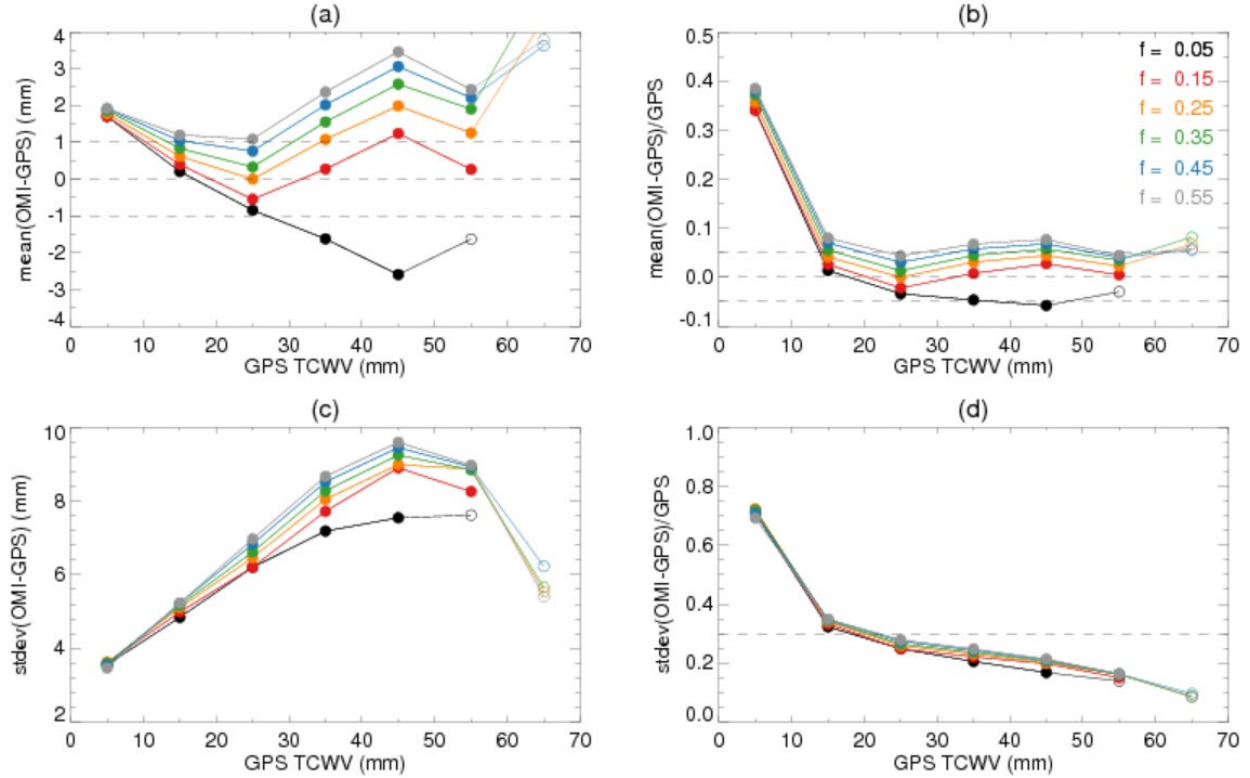 (a)
4
3
2
1
0
-1
-2
-3
-4
mean(OMI-GPS) (mm)
0 10 20 30 40 50 60 70
GPS TCWV (mm)
(b)
0.5
0.4
0.3
0.2
0.1
0.0
-0.1
mean(OMI-GPS)/GPS
f = 0.05
f = 0.15
f = 0.25
f = 0.35
f = 0.45
f = 0.55
0 10 20 30 40 50 60 70
GPS TCWV (mm)
(c)
10
8
6
4
2
stdev(OMI-GPS) (mm)
0 10 20 30 40 50 60 70
GPS TCWV (mm)
(d)
1.0
0.8
0.6
0.4
0.2
0.0
stdev(OMI-GPS)/GPS
0 10 20 30 40 50 60 70
GPS TCWV (mm)